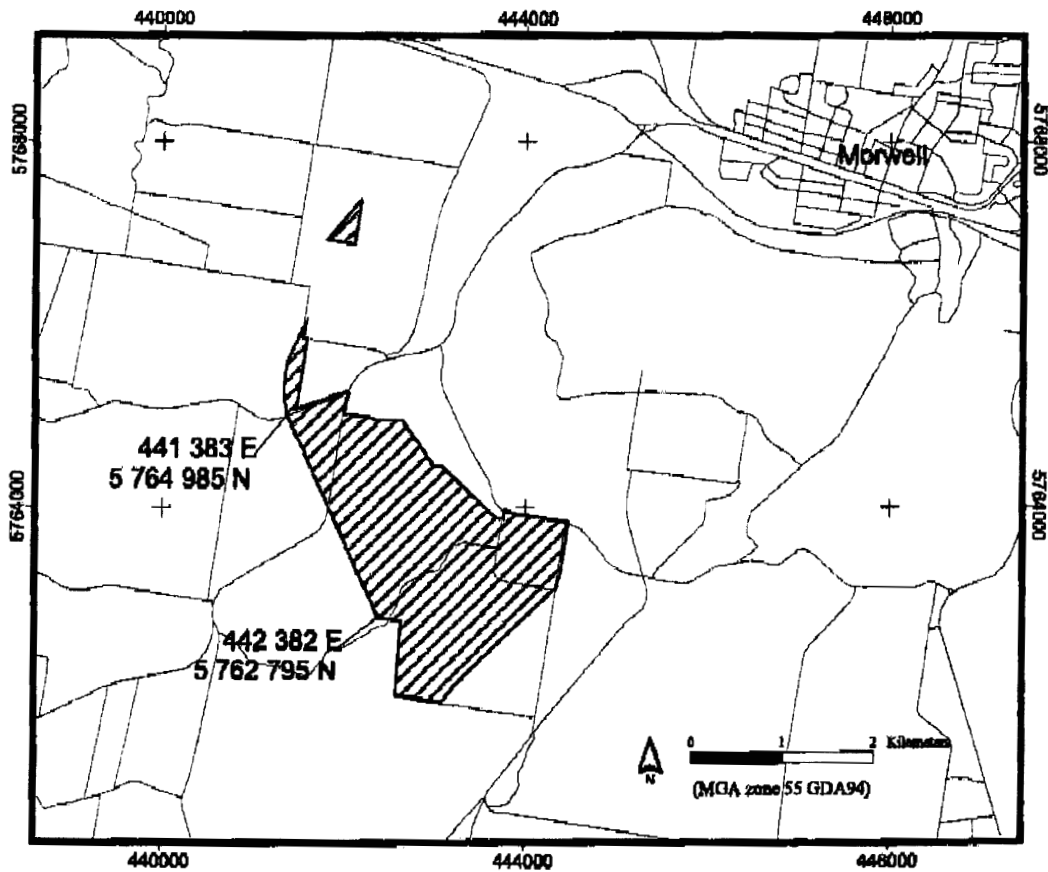 440000 444000 448000
5768000 5768000
Morwell
441 383 E
5 764 985 N
5764000 5764000
442 382 E
5 762 795 N
0 1 2 Kilometers
N
(MGA zone 55 GDA94)
440000 444000 448000